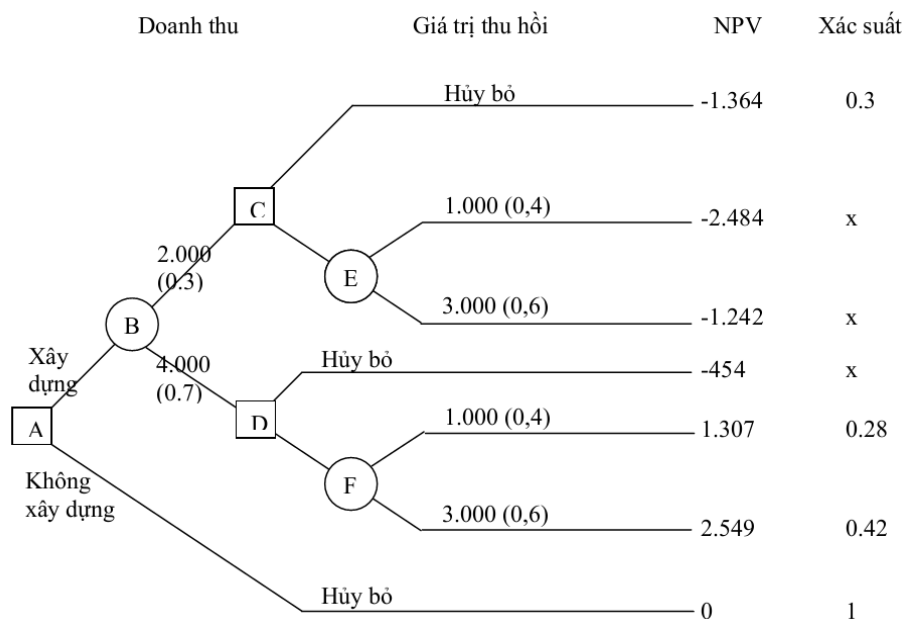 Doanh thu Giá trị thu hồi NPV Xác suất
Hủy bỏ -1.364 0.3
C
1.000 (0,4) -2.484 x
2.000
(0.3)
E
3.000 (0,6) -1.242 x
B
Xây
dựng
4.000
(0.7)
Hủy bỏ -454 x
A
D
1.000 (0,4) 1.307 0.28
Không
xây dựng
F
3.000 (0,6) 2.549 0.42
Hủy bỏ 0 1